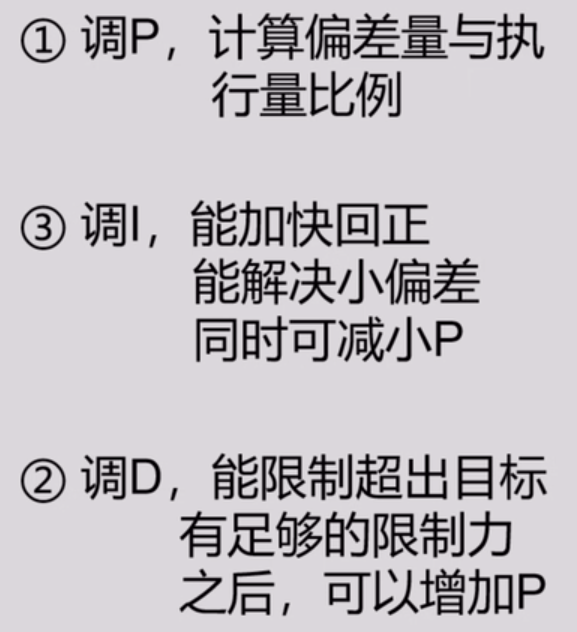 ① 调P，计算偏差量与执
行量比例
③ 调I，能加快回正
能解决小偏差
同时可减小P
② 调D，能限制超出目标
有足够的限制力
之后，可以增加P